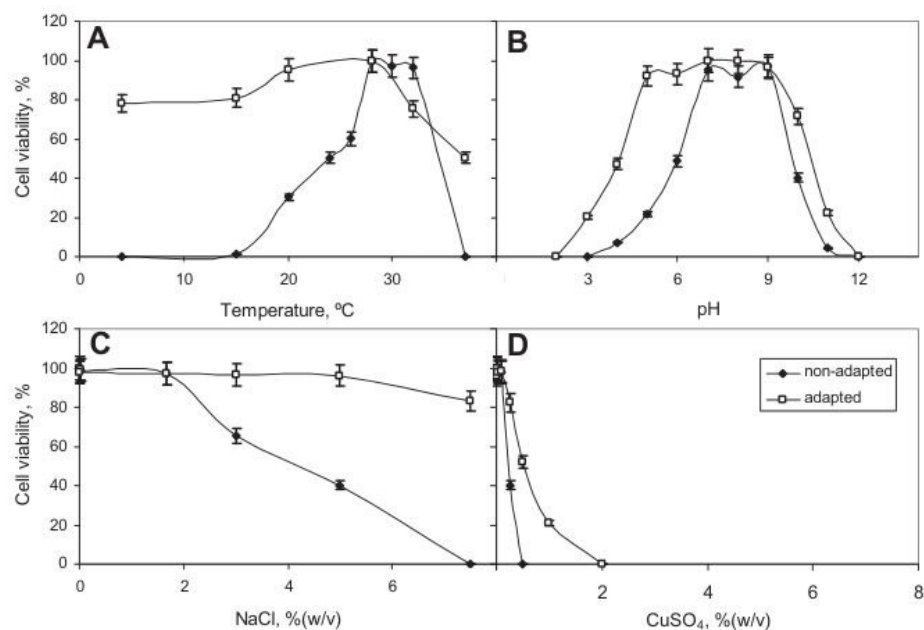 A
B
Cell viability, %
120
100
80
60
40
20
0
0
10
20
30
3
6
9
12
Temperature, ºC
pH
C
D
Cell viability, %
120
100
80
60
40
20
0
non-adapted
adapted
0
2
4
6
2
4
6
8
NaCl, %(w/v)
CuSO₄, %(w/v)